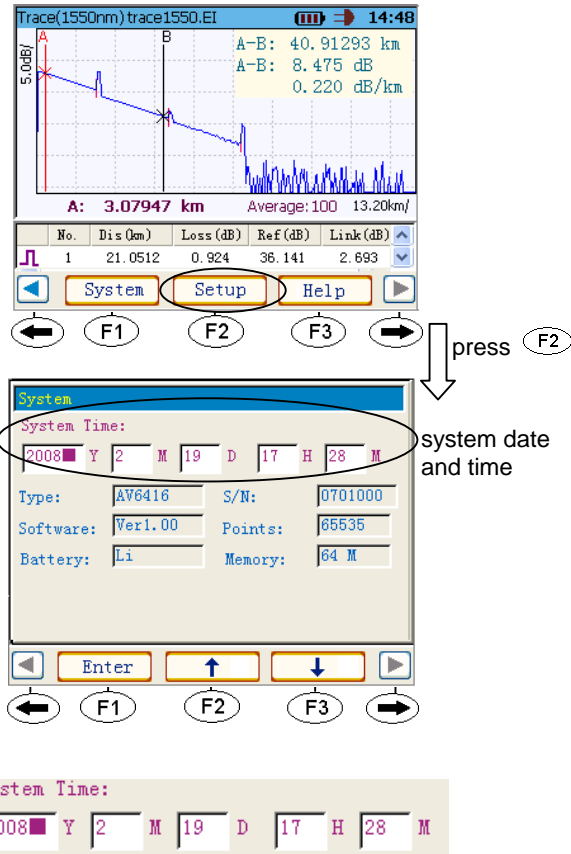 Trace(1550nm) trace1550.EI 14:48
A B
A-B: 40.91293 km
A-B: 8.475 dB
0.220 dB/km
5.0dB/
A: 3.07947 km Average:100 13.20km/
No. Dis(km) Loss(dB) Ref(dB) Link(dB)
1 21.0512 0.924 36.141 2.693
System Setup Help
F1 F2 F3
press F2
System
System Time:
2008 Y 2 M 19 D 17 H 28 M
system date
and time
Type: AV6416 S/N: 0701000
Software: Ver1.00 Points: 65535
Battery: Li Memory: 64 M
Enter
F1 F2 F3
stem Time:
008 Y 2 M 19 D 17 H 28 M